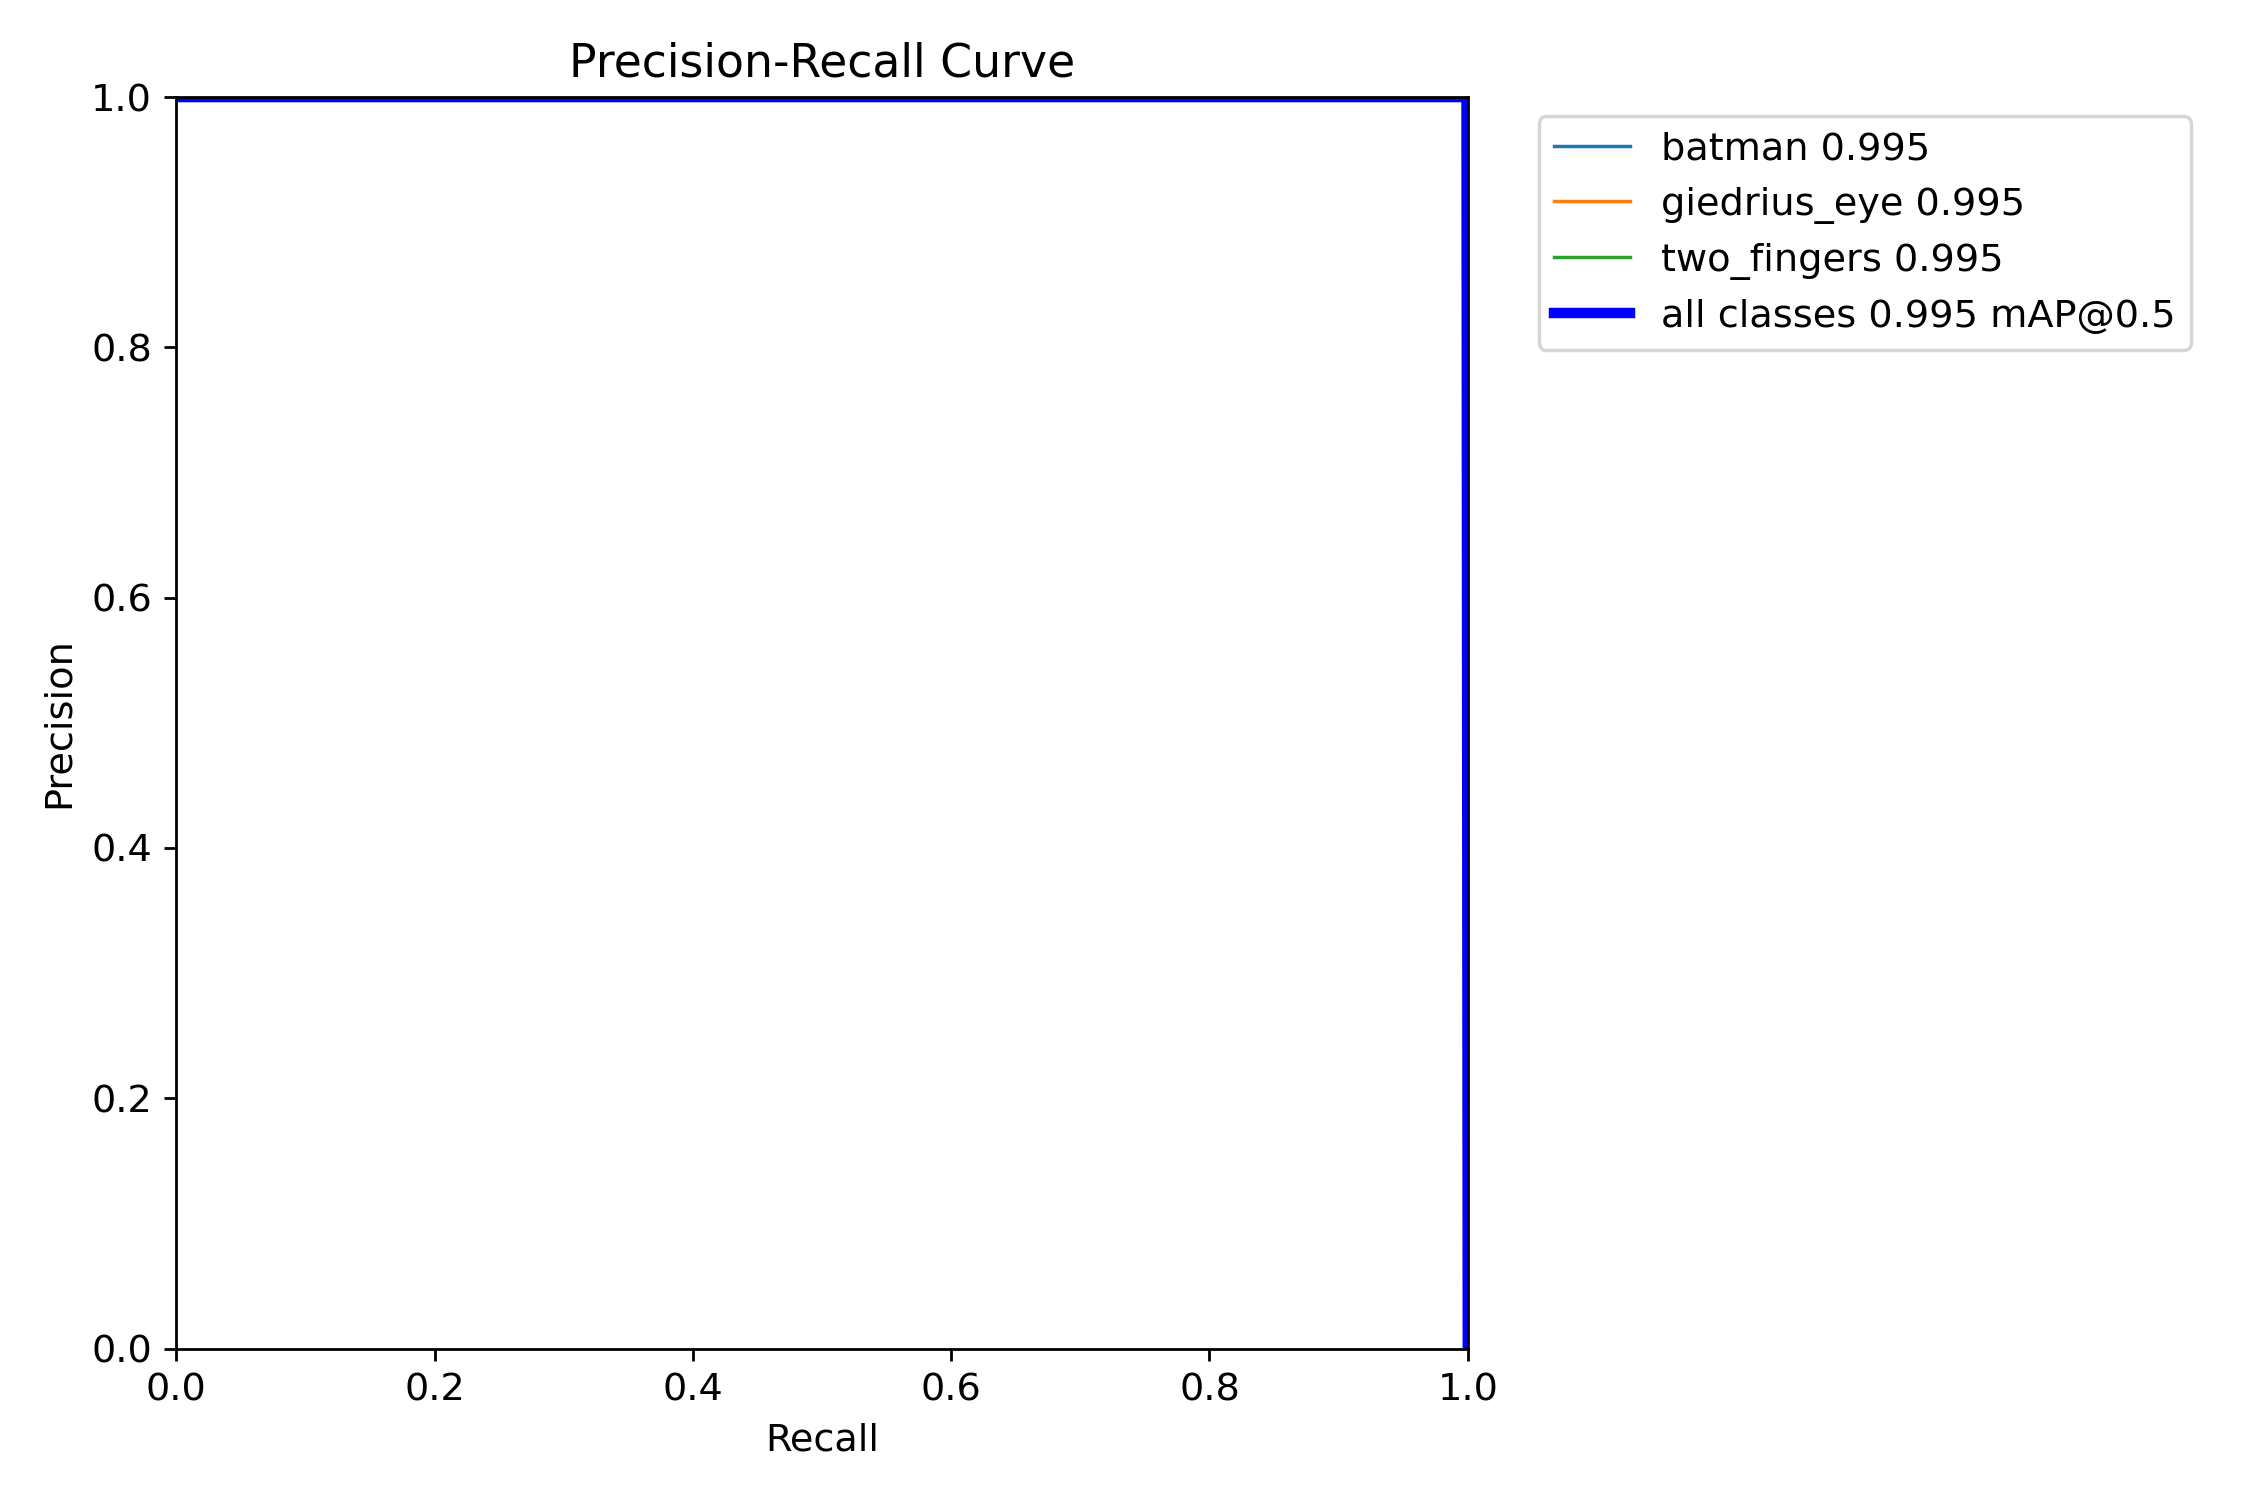 Precision-Recall Curve
1.0
0.8
0.6
0.4
0.2
0.0
Precision
0.0 0.2 0.4 0.6 0.8 1.0
Recall
batman 0.995
giedrius_eye 0.995
two_fingers 0.995
all classes 0.995 mAP@0.5